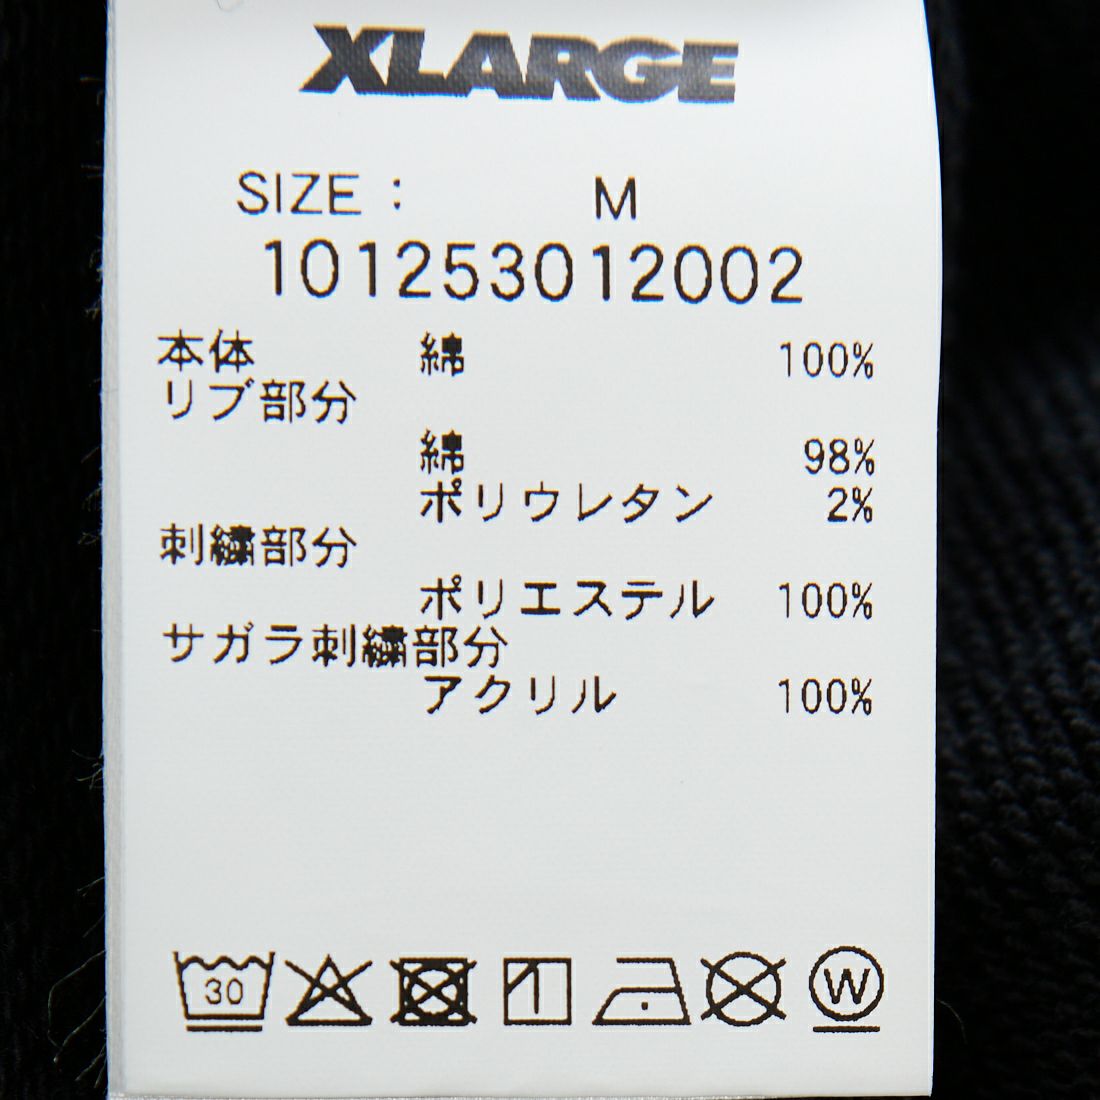 XLARGE
SIZE : M
101253012002
本体 綿 100%
リブ部分
綿 98%
ポリウレタン 2%
刺繍部分
ポリエステル 100%
サガラ刺繍部分
アクリル 100%
30 W